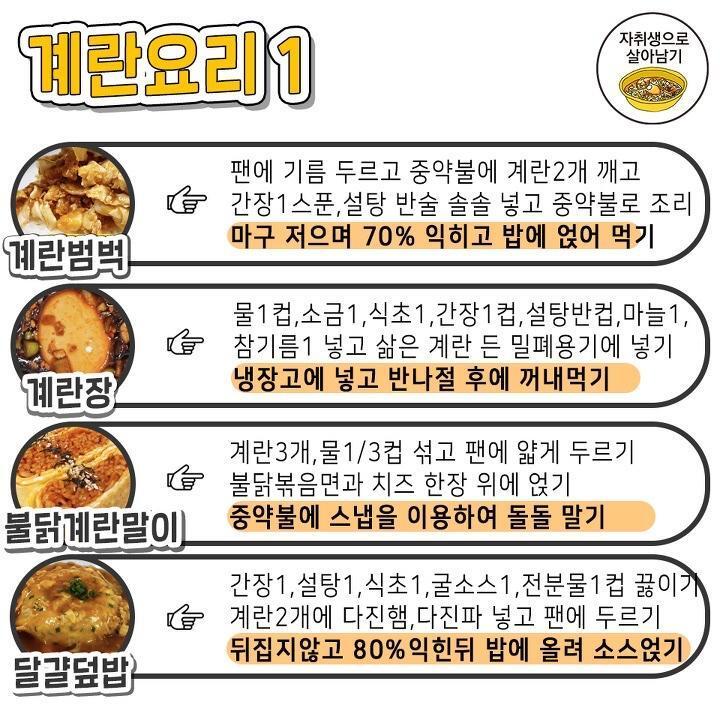 계란요리 1
자취생으로
살아남기
팬에 기름 두르고 중약불에 계란2개 깨고
간장1스푼,설탕 반술 솔솔 넣고 중약불로 조리
마구 저으며 70% 익히고 밥에 얹어 먹기
계란범벅
물1컵,소금1,식초1,간장1컵,설탕반컵,마늘1,
참기름1 넣고 삶은 계란 든 밀폐용기에 넣기
냉장고에 넣고 반나절 후에 꺼내먹기
계란장
계란3개,물1/3컵 섞고 팬에 얇게 두르기
불닭볶음면과 치즈 한장 위에 얹기
중약불에 스냅을 이용하여 돌돌 말기
불닭계란말이
간장1,설탕1,식초1,굴소스1,전분물1컵 끓이기
계란2개에 다진햄,다진파 넣고 팬에 두르기
뒤집지않고 80%익힌뒤 밥에 올려 소스얹기
달걀덮밥